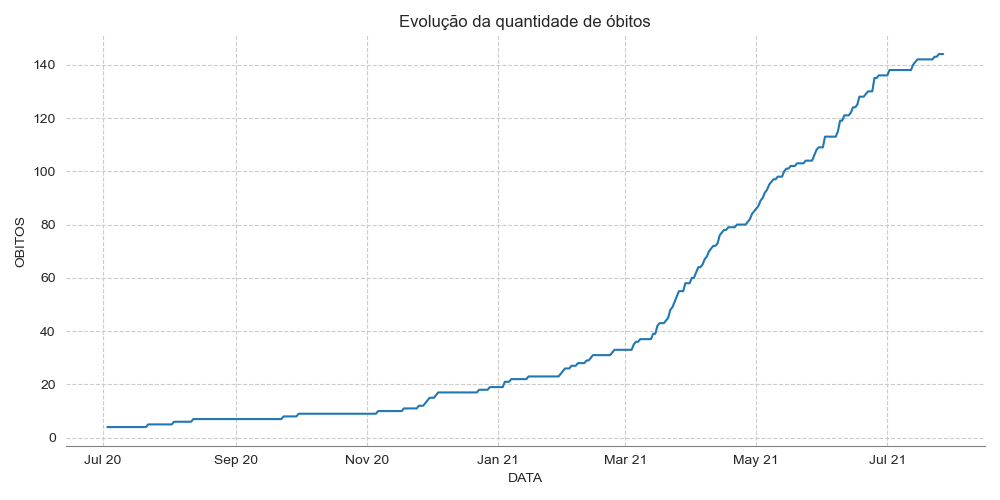 Evolução da quantidade de óbitos
OBITOS
140
120
100
80
60
40
20
0
Jul 20
Sep 20
Nov 20
Jan 21
Mar 21
May 21
Jul 21
DATA